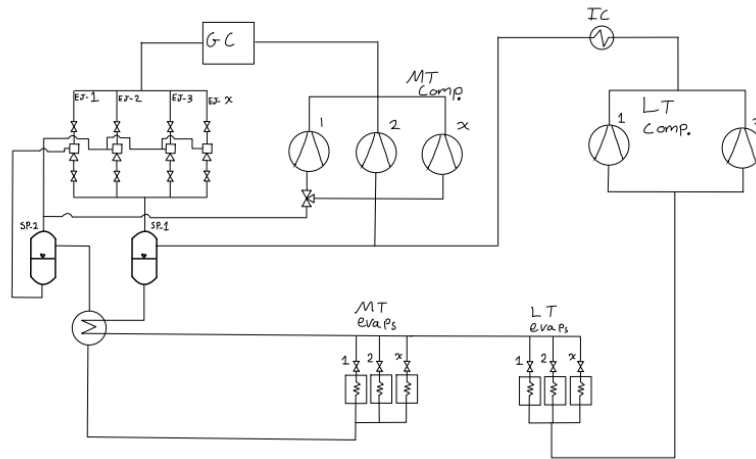 IC
GC
MT
Comp.
EJ-1
EJ-2
EJ-3
EJ-x
1
2
x
LT
Comp.
1
SP-2
SP-1
MT
evaps
1
2
x
LT
evaps
1
2
x